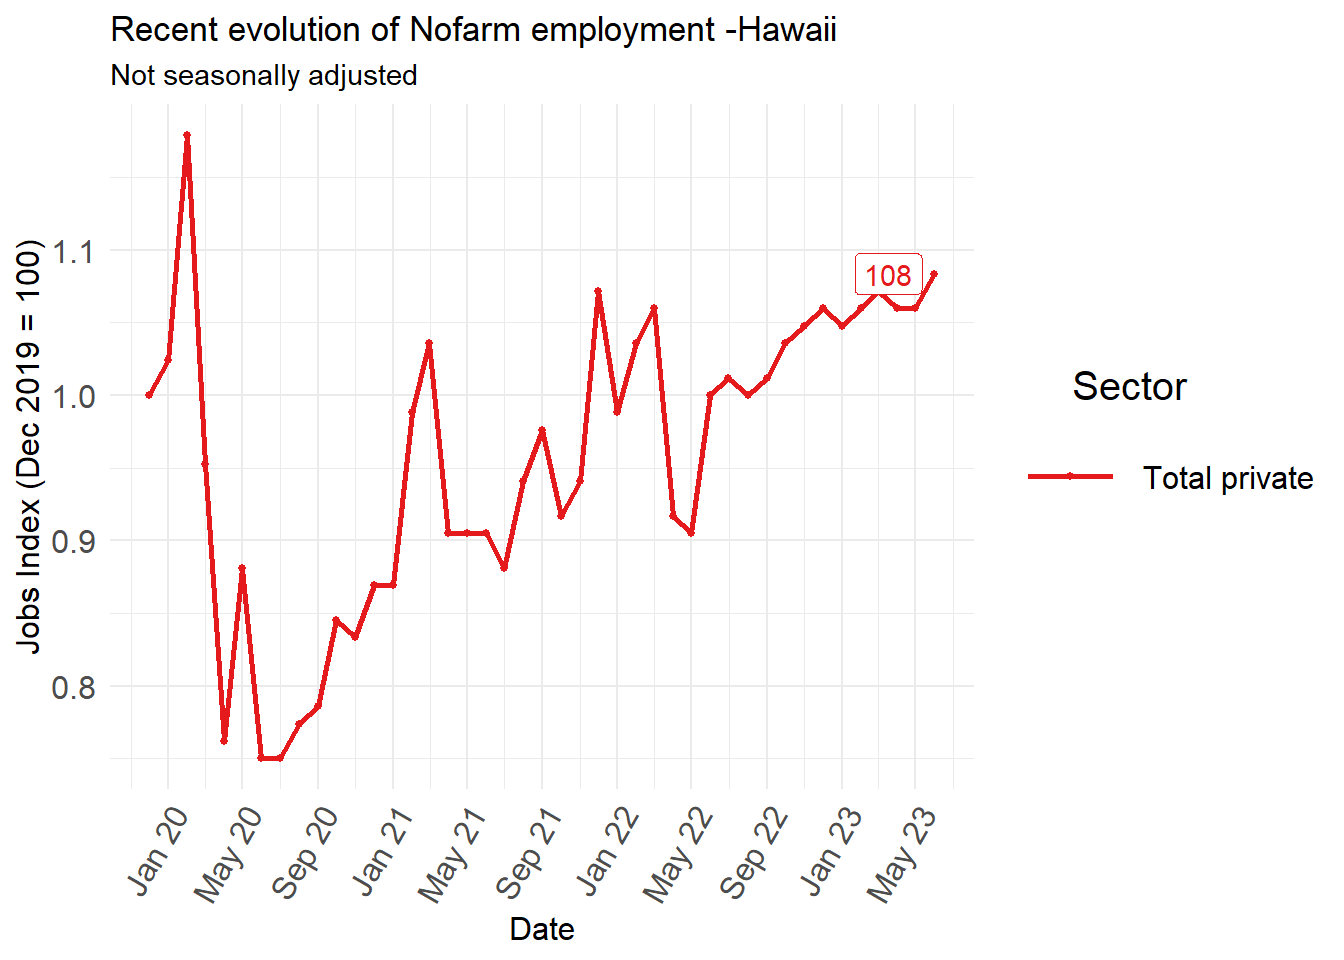 Recent evolution of Nofarm employment -Hawaii
Not seasonally adjusted
Jobs Index (Dec 2019 = 100)
1.1
1.0
0.9
0.8
108
Jan 20
May 20
Sep 20
Jan 21
May 21
Sep 21
Jan 22
May 22
Sep 22
Jan 23
May 23
Date
Sector
Total private